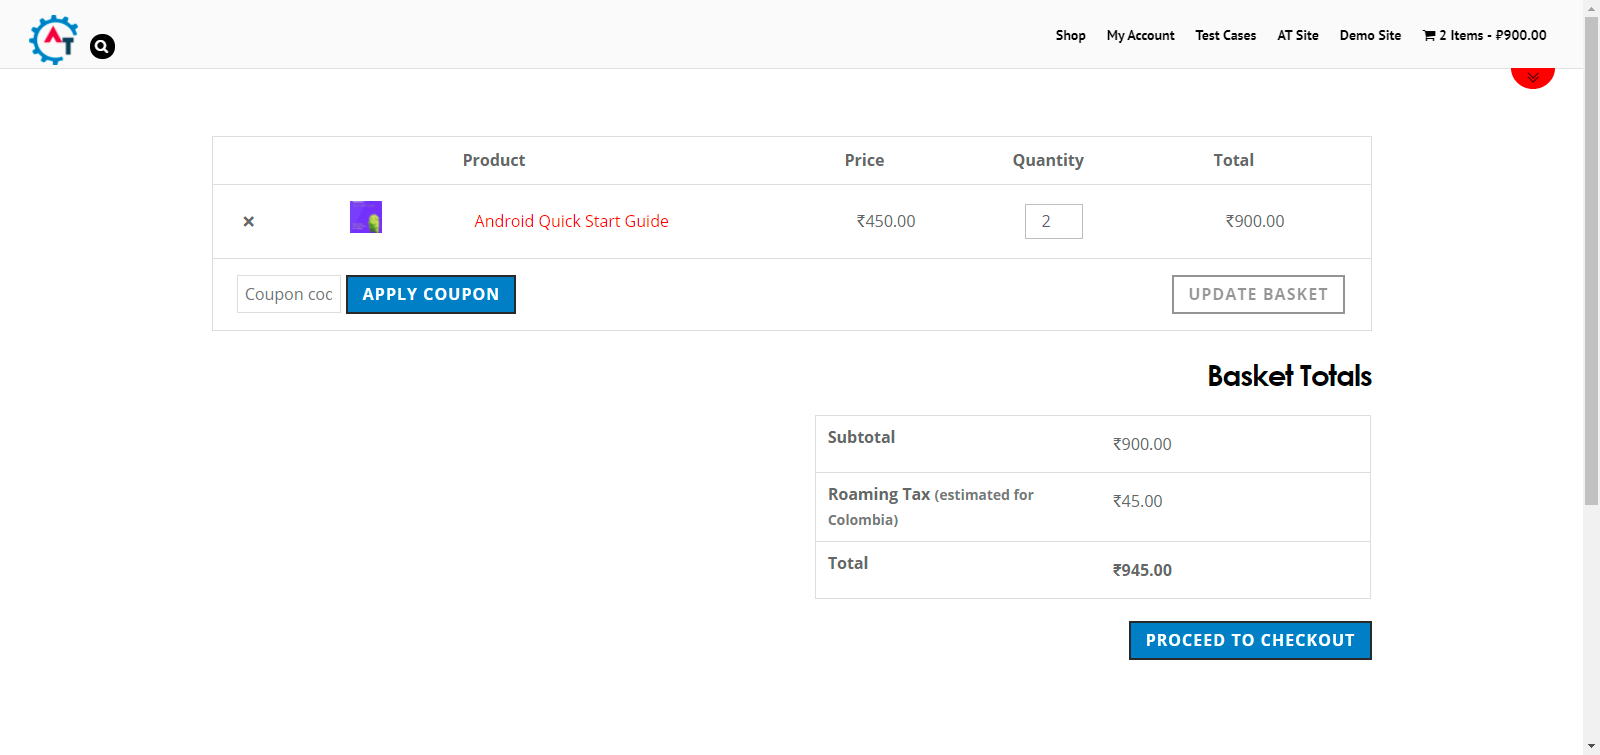 AT
Shop My Account Test Cases AT Site Demo Site 2 Items - ₹900.00
Product Price Quantity Total
× Android Quick Start Guide ₹450.00 2 ₹900.00
Coupon coc APPLY COUPON UPDATE BASKET
Basket Totals
Subtotal ₹900.00
Roaming Tax (estimated for
Colombia) ₹45.00
Total ₹945.00
PROCEED TO CHECKOUT